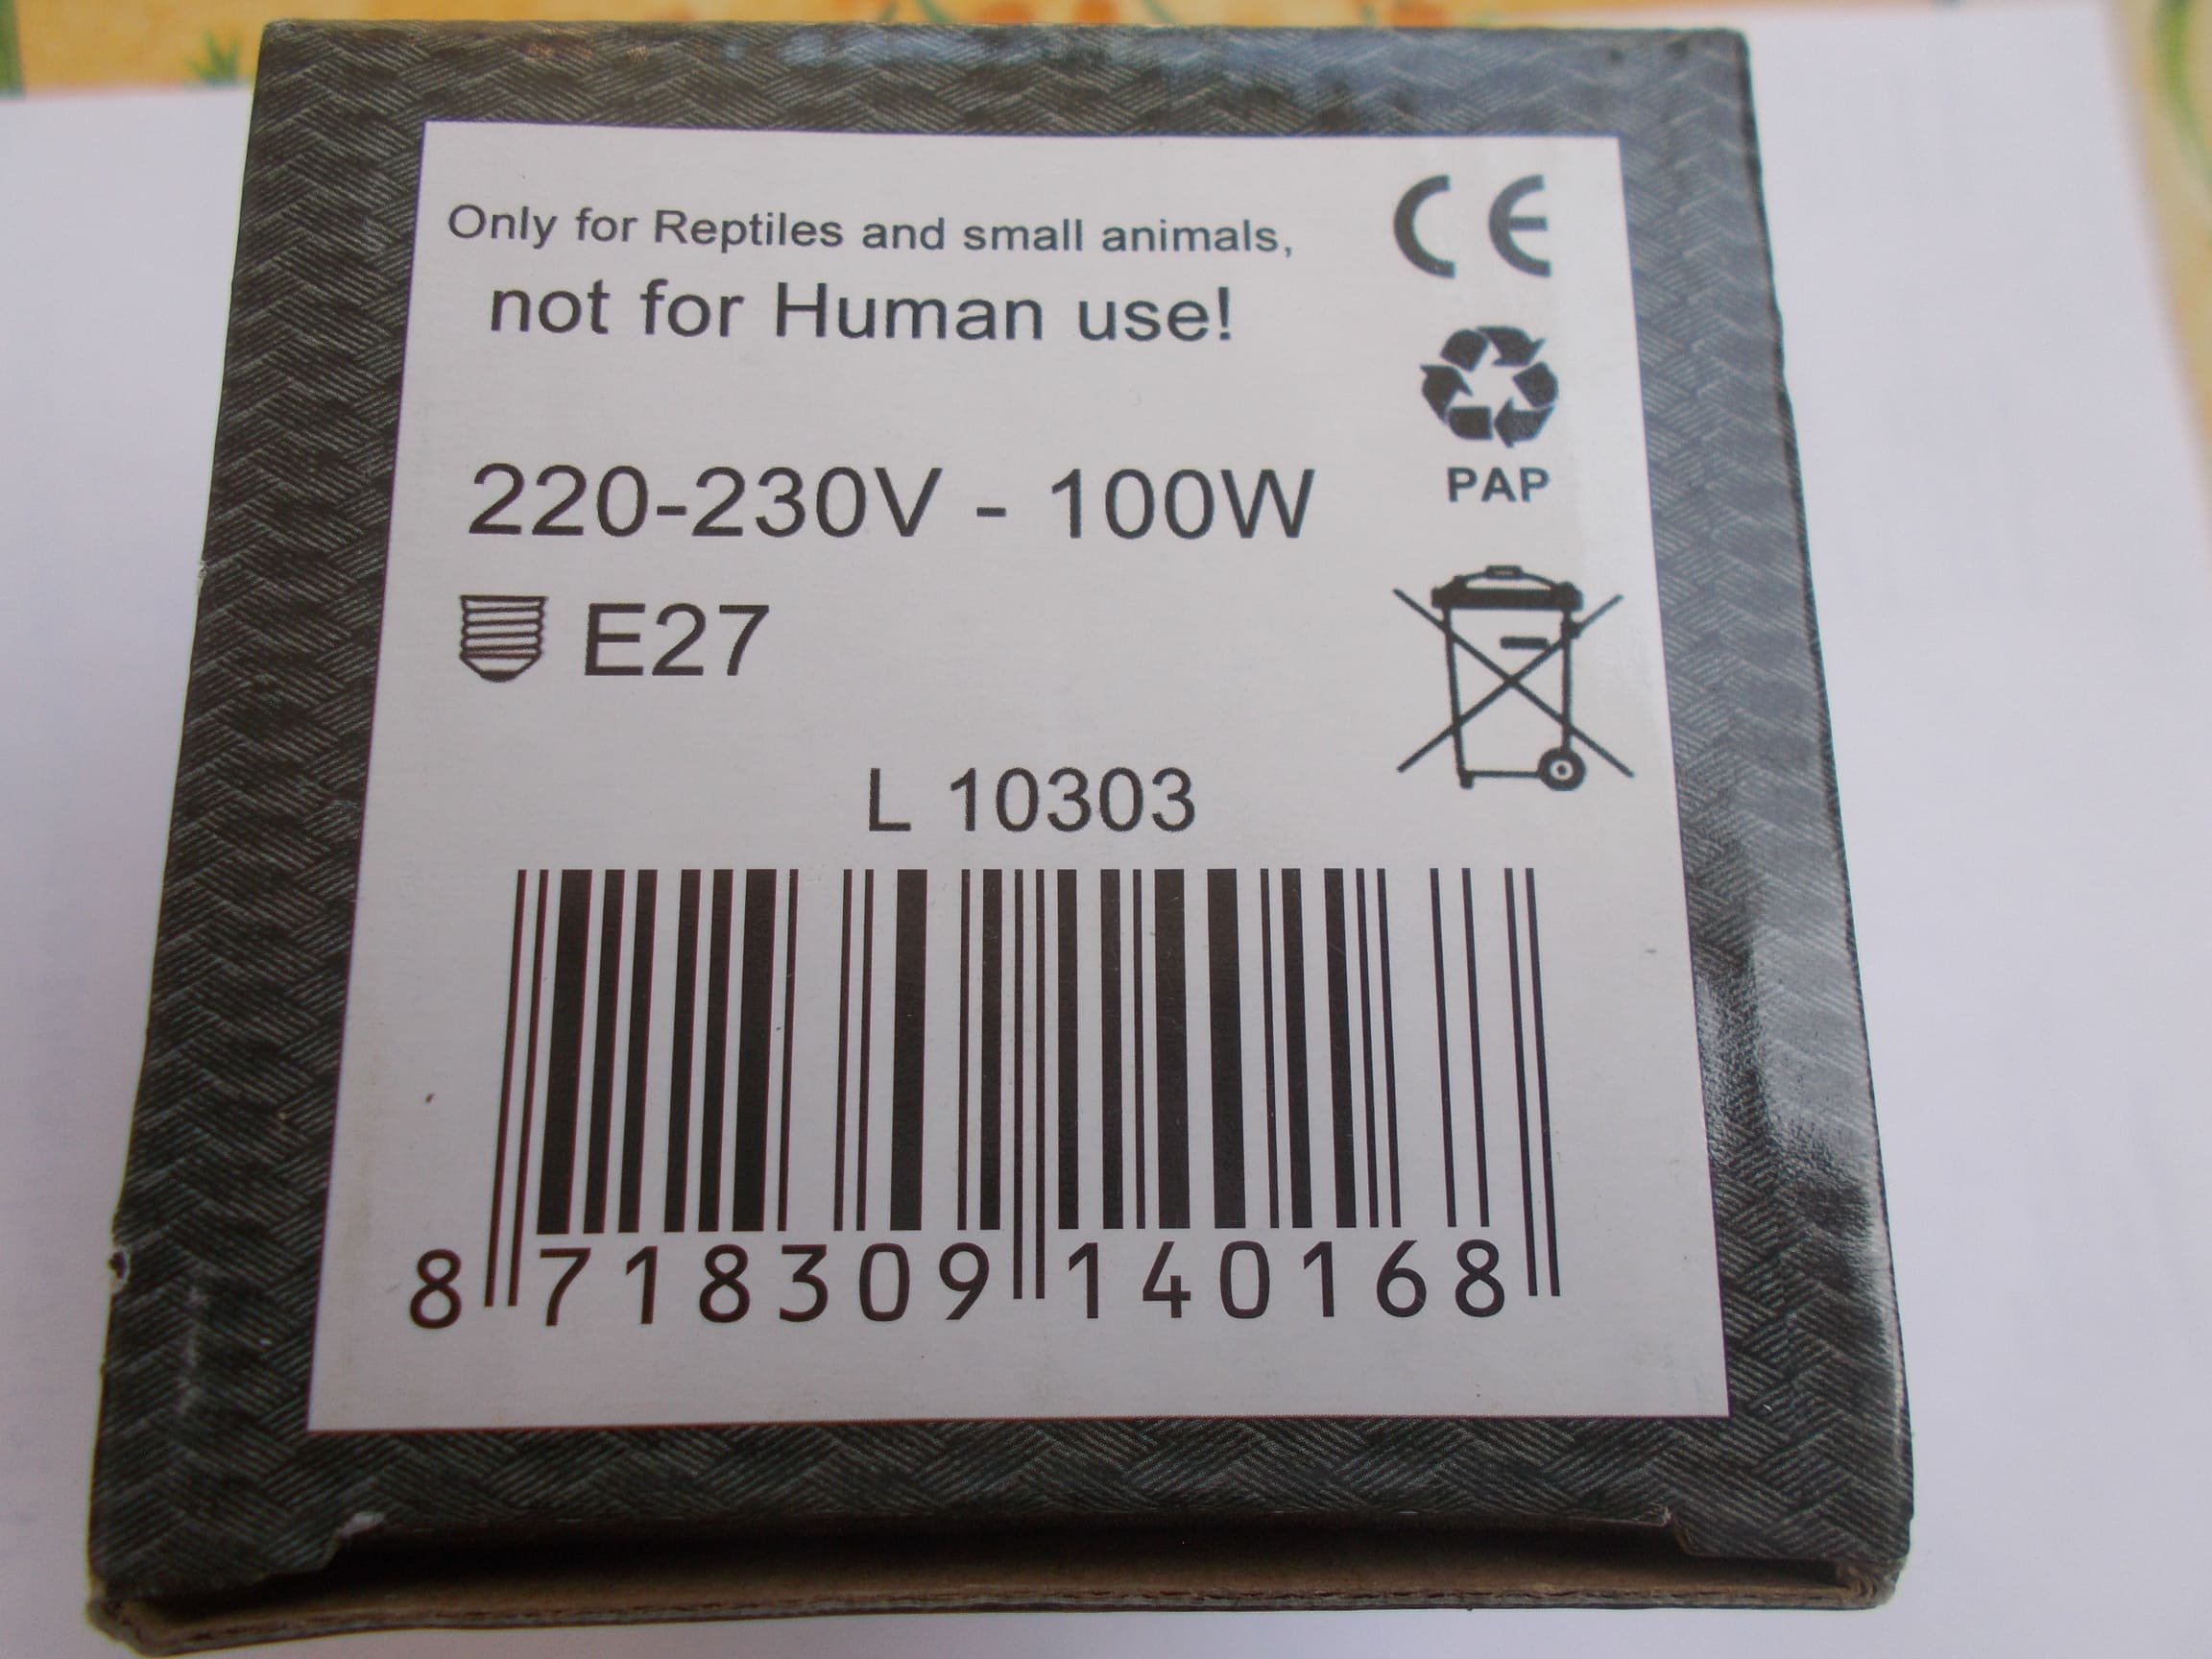 Only for Reptiles and small animals,
not for Human use!
CE
PAP
220-230V - 100W
E27
L 10303
8 718309 140168